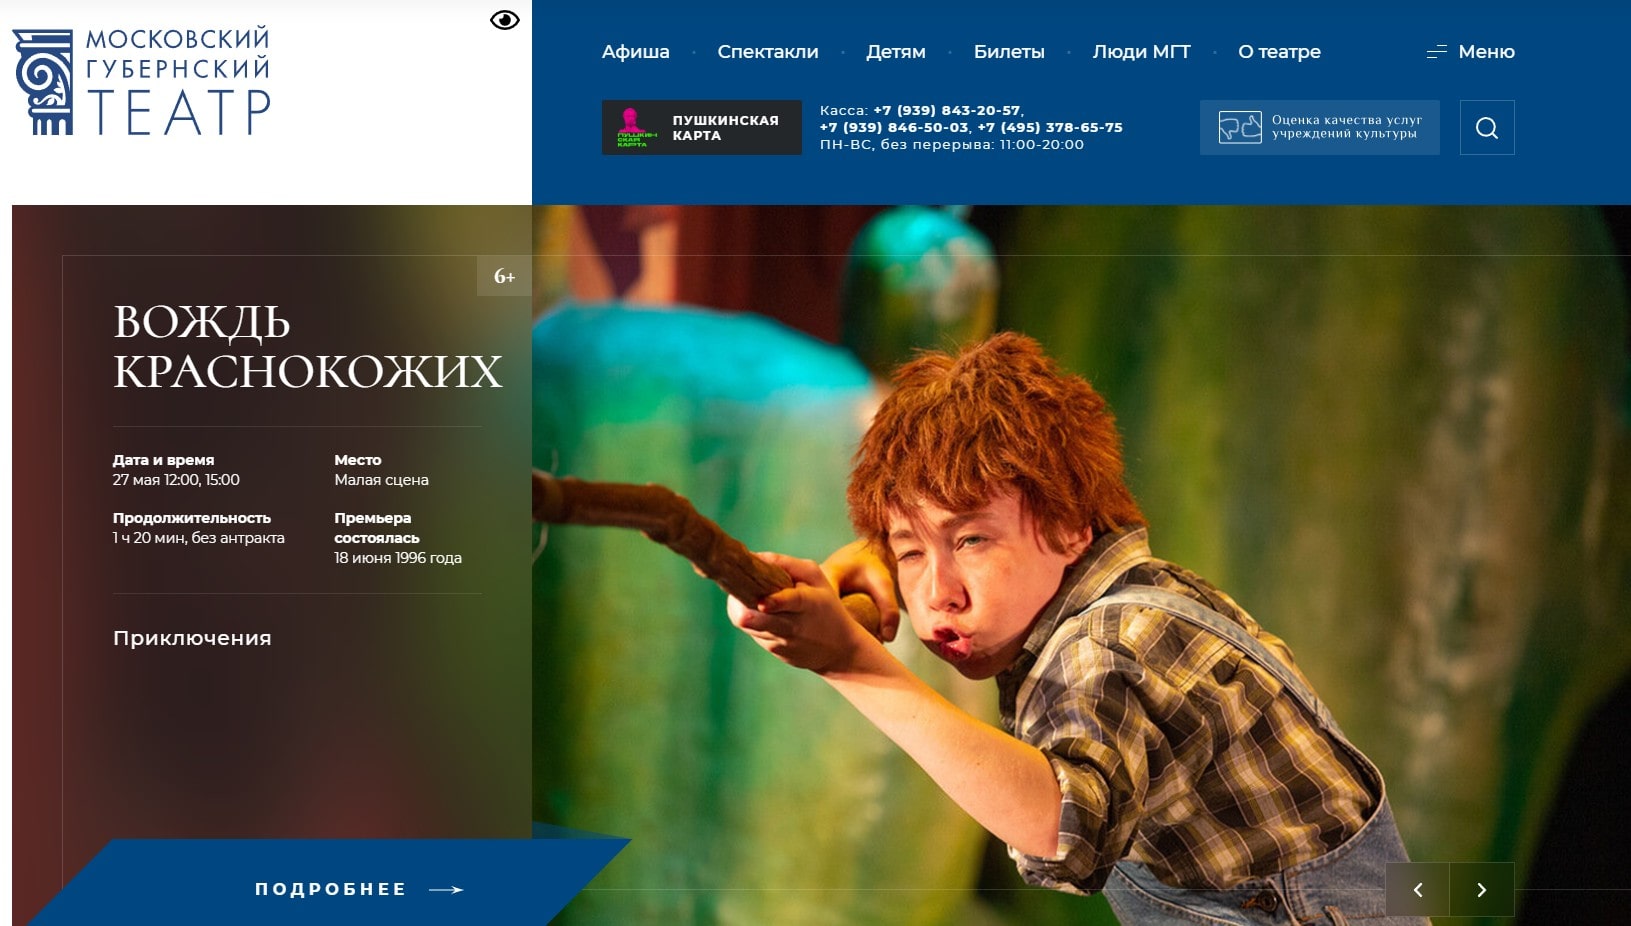 МОСКОВСКИЙ
ГУБЕРНСКИЙ
ТЕАТР
Афиша · Спектакли · Детям · Билеты · Люди МГТ · О театре
Меню
ПУШКИН
СКАЯ
КАРТА
ПУШКИНСКАЯ
КАРТА
Касса: +7 (939) 843-20-57,
+7 (939) 846-50-03, +7 (495) 378-65-75
ПН-ВС, без перерыва: 11:00-20:00
Оценка качества услуг
учреждений культуры
6+
ВОЖДЬ
КРАСНОКОЖИХ
Дата и время
27 мая 12:00, 15:00
Место
Малая сцена
Продолжительность
1 ч 20 мин, без антракта
Премьера
состоялась
18 июня 1996 года
Приключения
ПОДРОБНЕЕ